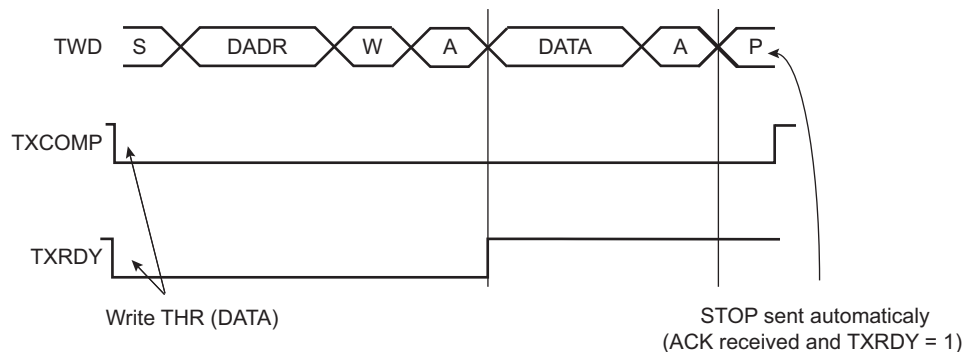 TWD S DADR W A DATA A P
TXCOMP
TXRDY
Write THR (DATA)
STOP sent automaticaly
(ACK received and TXRDY = 1)